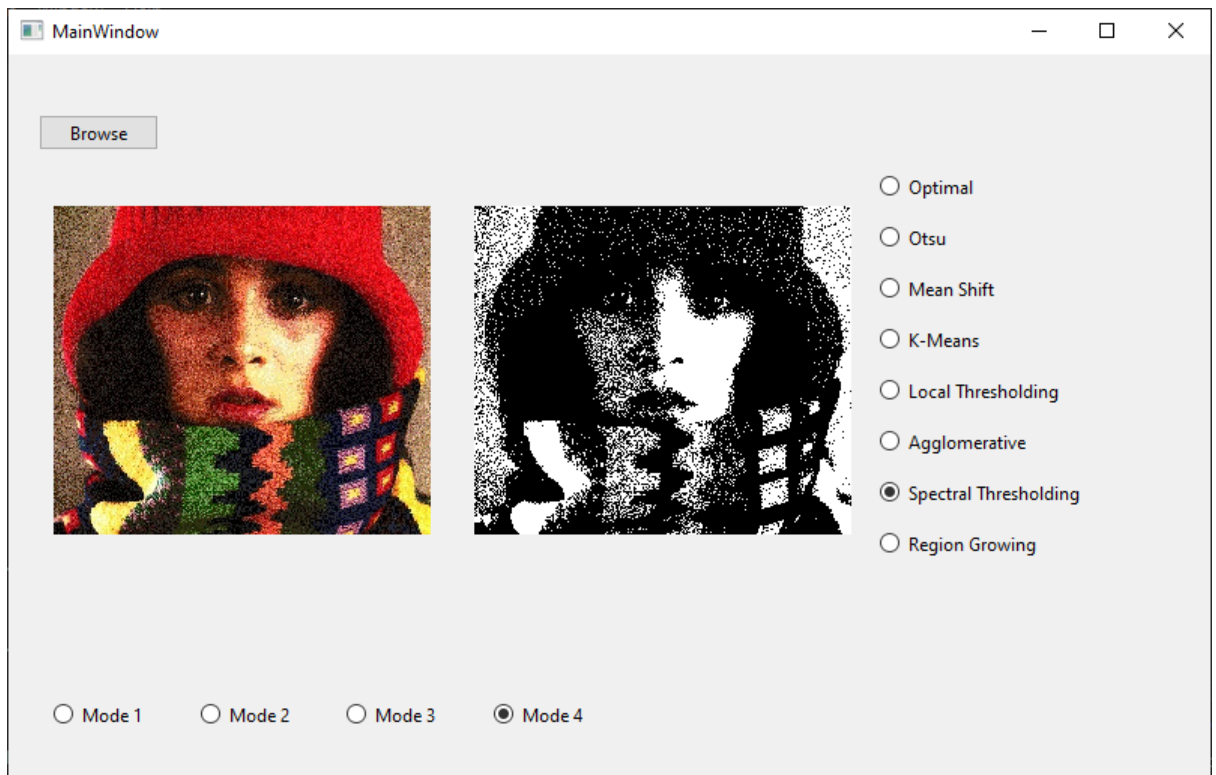 MainWindow
Browse
Optimal
Otsu
Mean Shift
K-Means
Local Thresholding
Agglomerative
Spectral Thresholding
Region Growing
Mode 1 Mode 2 Mode 3 Mode 4